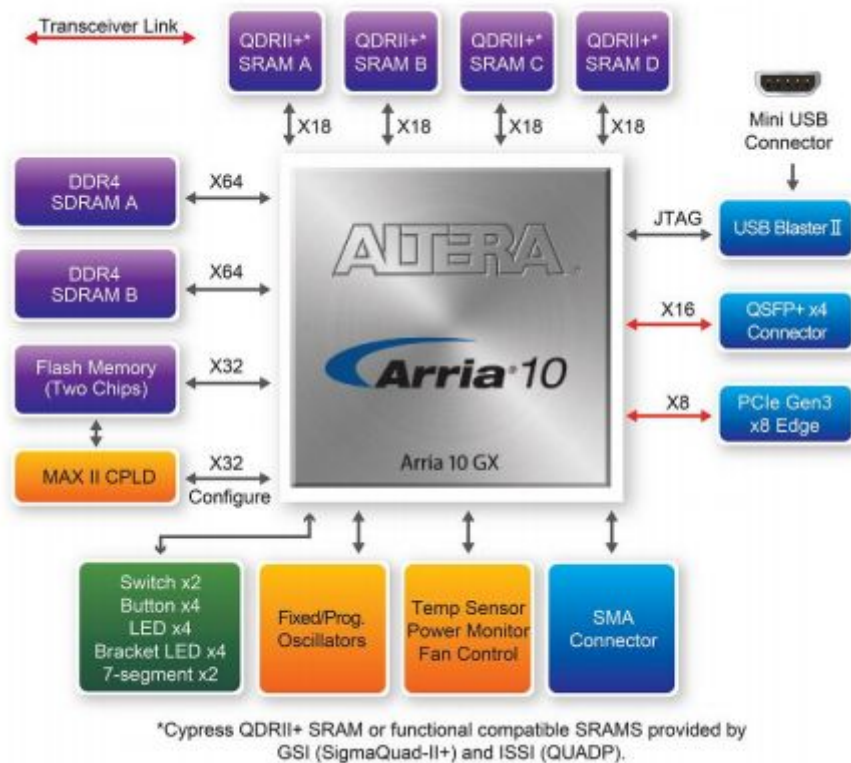 Transceiver Link
QDRII+*
SRAM A
QDRII+*
SRAM B
QDRII+*
SRAM C
QDRII+*
SRAM D
X18
X18
X18
X18
Mini USB
Connector
DDR4
SDRAM A
X64
DDR4
SDRAM B
X64
Flash Memory
(Two Chips)
X32
MAX II CPLD
X32
Configure
ALTERA
Arria 10
Arria 10 GX
JTAG
USB Blaster II
X16
QSFP+ x4
Connector
X8
PCIe Gen3
x8 Edge
Switch x2
Button x4
LED x4
Bracket LED x4
7-segment x2
Fixed/Prog.
Oscillators
Temp Sensor
Power Monitor
Fan Control
SMA
Connector
*Cypress QDRII+ SRAM or functional compatible SRAMS provided by
GSI (SigmaQuad-II+) and ISSI (QUADP).